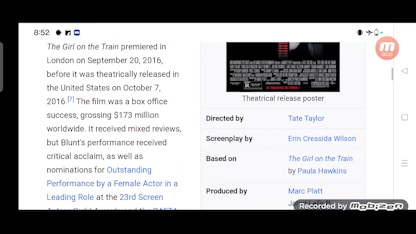 8:52
The Girl on the Train premiered in
London on September 20, 2016,
before it was theatrically released in
the United States on October 7,
2016.[7] The film was a box office
success, grossing $173 million
worldwide. It received mixed reviews,
but Blunt's performance received
critical acclaim, as well as
nominations for Outstanding
Performance by a Female Actor in a
Leading Role at the 23rd Screen
Theatrical release poster
Directed by Tate Taylor
Screenplay by Erin Cressida Wilson
Based on The Girl on the Train
by Paula Hawkins
Produced by Marc Platt
Recorded by Mobizen